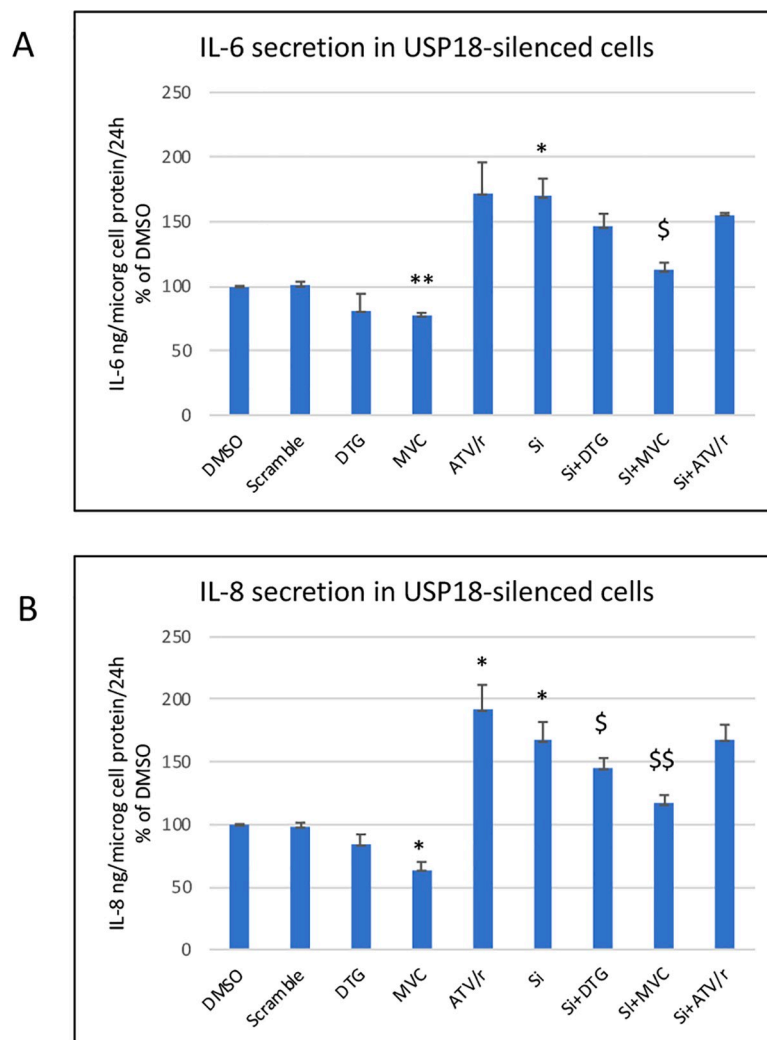 A
IL-6 secretion in USP18-silenced cells
IL-6 ng/micorg cell protein/24h
% of DMSO
250
200
150
100
50
0
*
**
$
DMSO
Scramble
DTG
MVC
ATV/r
Si
Si+DTG
SI+MVC
Si+ATV/r
B
IL-8 secretion in USP18-silenced cells
IL-8 ng/microg cell protein/24h
% of DMSO
250
200
150
100
50
0
*
*
*
$
$$
DMSO
Scramble
DTG
MVC
ATV/r
Si
Si+DTG
SI+MVC
Si+ATV/r